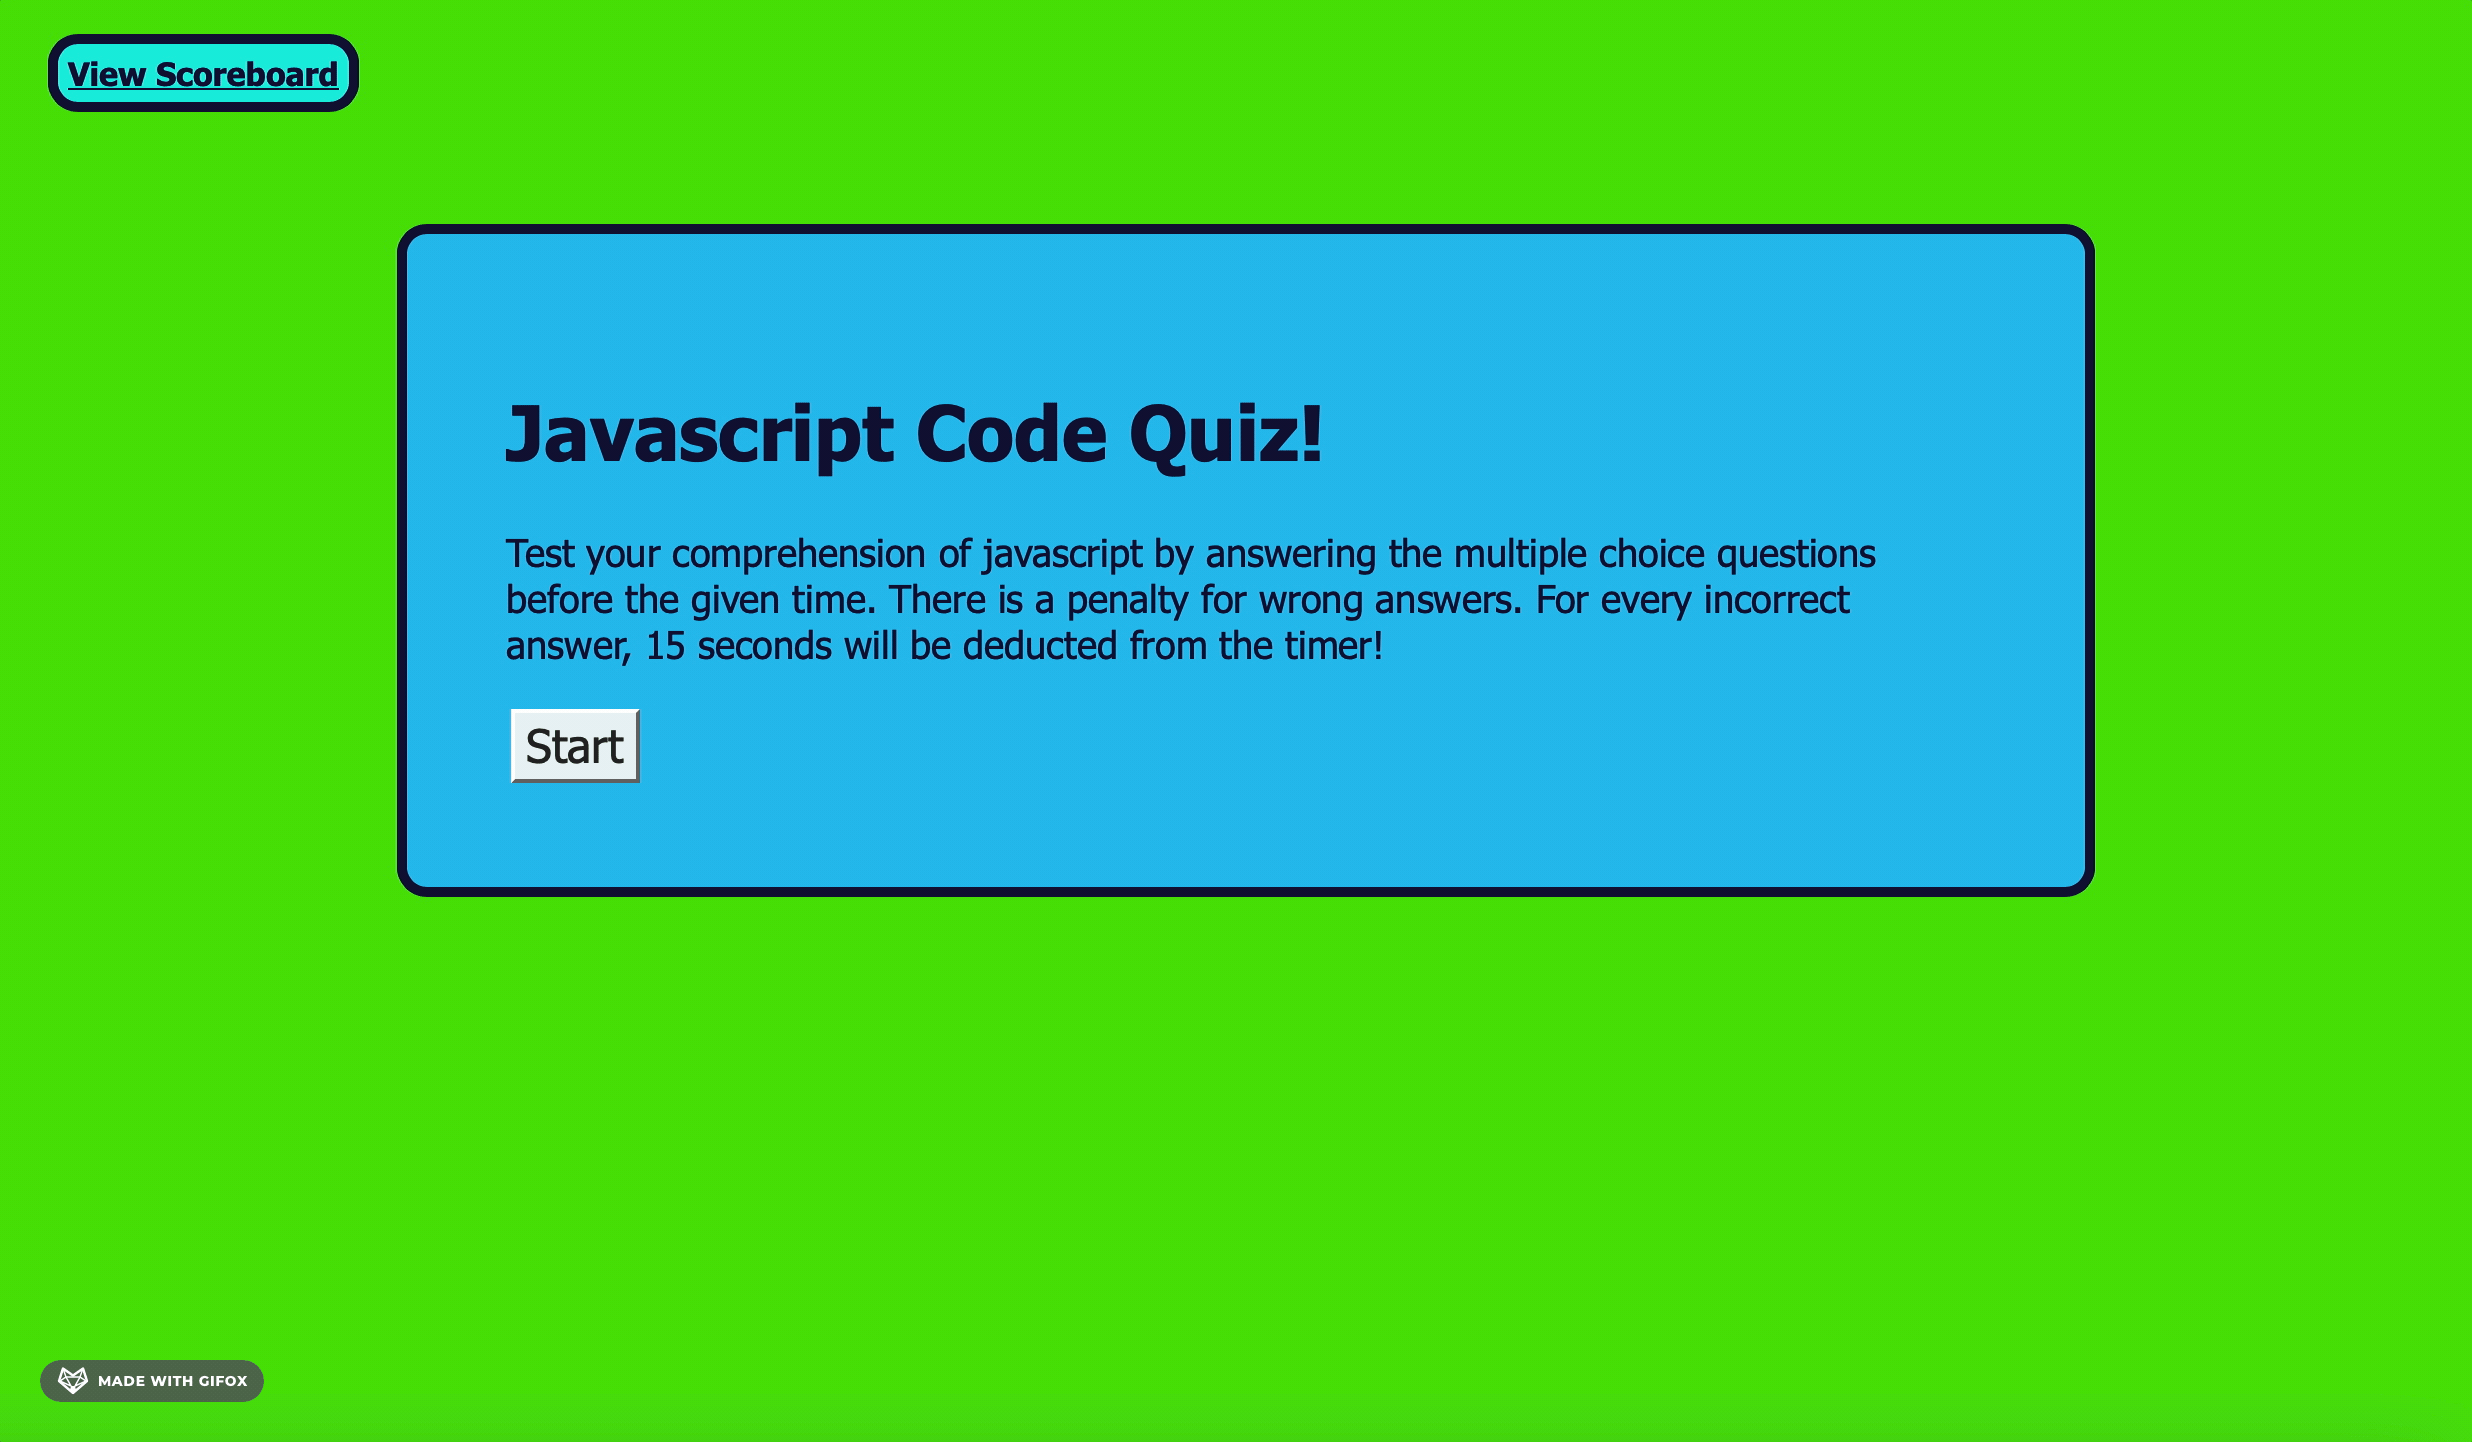 View Scoreboard
Javascript Code Quiz!
Test your comprehension of javascript by answering the multiple choice questions
before the given time. There is a penalty for wrong answers. For every incorrect
answer, 15 seconds will be deducted from the timer!
Start
MADE WITH GIFOX